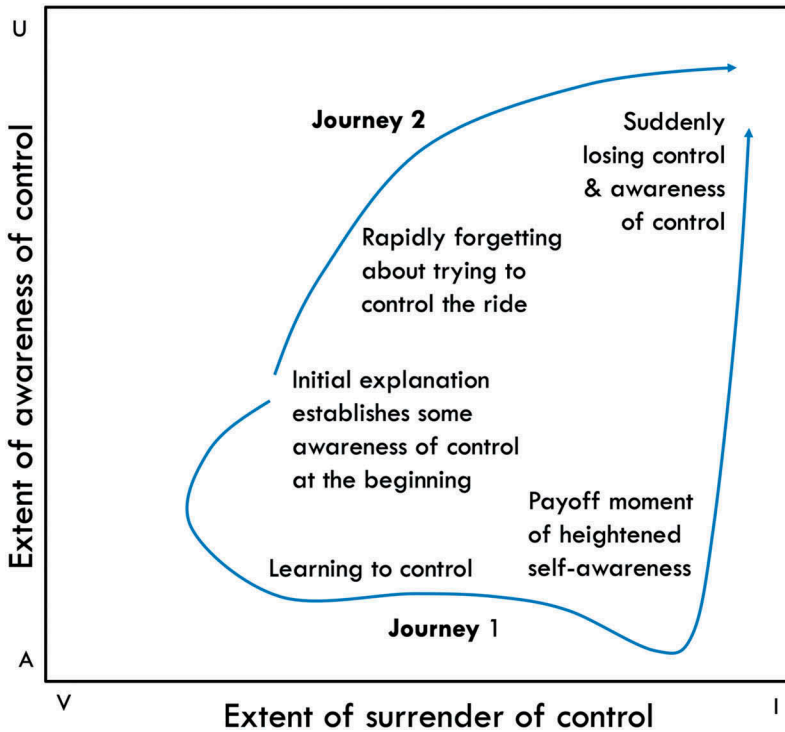 U
Extent of awareness of control
Journey 2
Suddenly
losing control
& awareness
of control
Rapidly forgetting
about trying to
control the ride
Initial explanation
establishes some
awareness of control
at the beginning
Payoff moment
of heightened
self-awareness
Learning to control
Journey 1
A
V
Extent of surrender of control
I